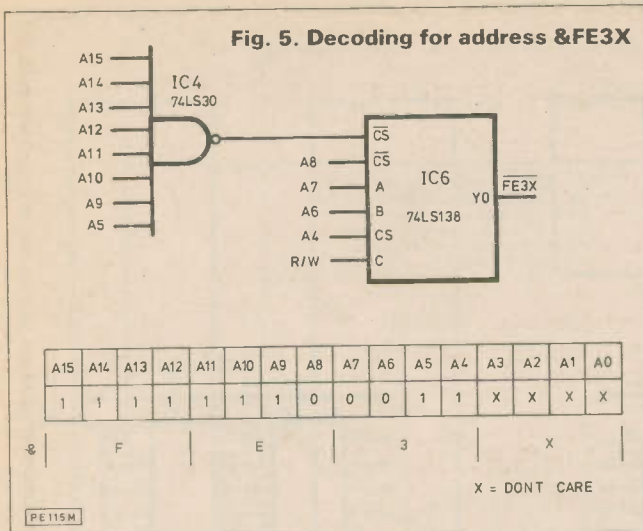 Fig. 5. Decoding for address &FE3X
A15
A14
A13
A12
A11
A10
A9
A5
IC4
74LS30
A8
A7
A6
A4
R/W
CS
CS
A
B
CS
C
IC6
74LS138
Y0
FE3X
A15 A14 A13 A12 A11 A10 A9 A8 A7 A6 A5 A4 A3 A2 A1 A0
1 1 1 1 1 1 1 0 0 0 1 1 X X X X
& F E 3 X
X = DONT CARE
PE115M